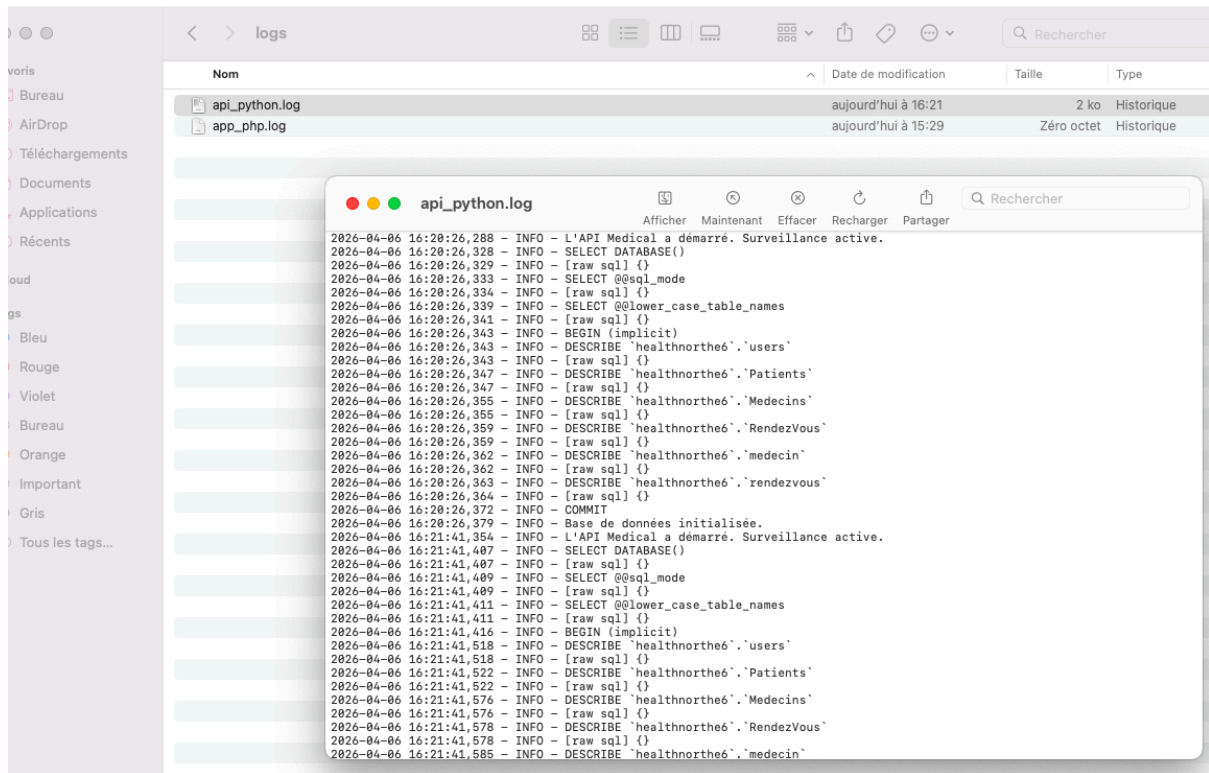 logs
Rechercher
voris
Bureau
AirDrop
Téléchargements
Documents
Applications
Récents
loud
gs
Bleu
Rouge
Violet
Bureau
Orange
Important
Gris
Tous les tags...
Nom Date de modification Taille Type
api_python.log aujourd'hui à 16:21 2 ko Historique
app_php.log aujourd'hui à 15:29 Zéro octet Historique
api_python.log
Afficher Maintenant Effacer Recharger Partager
Rechercher
2026-04-06 16:20:26,288 - INFO - L'API Medical a démarré. Surveillance active.
2026-04-06 16:20:26,328 - INFO - SELECT DATABASE()
2026-04-06 16:20:26,329 - INFO - [raw sql] {}
2026-04-06 16:20:26,333 - INFO - SELECT @@sql_mode
2026-04-06 16:20:26,334 - INFO - [raw sql] {}
2026-04-06 16:20:26,339 - INFO - SELECT @@lower_case_table_names
2026-04-06 16:20:26,341 - INFO - [raw sql] {}
2026-04-06 16:20:26,343 - INFO - BEGIN (implicit)
2026-04-06 16:20:26,343 - INFO - DESCRIBE `healthnorthe6`.`users`
2026-04-06 16:20:26,343 - INFO - [raw sql] {}
2026-04-06 16:20:26,347 - INFO - DESCRIBE `healthnorthe6`.`Patients`
2026-04-06 16:20:26,347 - INFO - [raw sql] {}
2026-04-06 16:20:26,355 - INFO - DESCRIBE `healthnorthe6`.`Medecins`
2026-04-06 16:20:26,355 - INFO - [raw sql] {}
2026-04-06 16:20:26,359 - INFO - DESCRIBE `healthnorthe6`.`RendezVous`
2026-04-06 16:20:26,359 - INFO - [raw sql] {}
2026-04-06 16:20:26,362 - INFO - DESCRIBE `healthnorthe6`.`medecin`
2026-04-06 16:20:26,362 - INFO - [raw sql] {}
2026-04-06 16:20:26,363 - INFO - DESCRIBE `healthnorthe6`.`rendezvous`
2026-04-06 16:20:26,364 - INFO - [raw sql] {}
2026-04-06 16:20:26,372 - INFO - COMMIT
2026-04-06 16:20:26,379 - INFO - Base de données initialisée.
2026-04-06 16:21:41,354 - INFO - L'API Medical a démarré. Surveillance active.
2026-04-06 16:21:41,407 - INFO - SELECT DATABASE()
2026-04-06 16:21:41,407 - INFO - [raw sql] {}
2026-04-06 16:21:41,409 - INFO - SELECT @@sql_mode
2026-04-06 16:21:41,409 - INFO - [raw sql] {}
2026-04-06 16:21:41,411 - INFO - SELECT @@lower_case_table_names
2026-04-06 16:21:41,411 - INFO - [raw sql] {}
2026-04-06 16:21:41,416 - INFO - BEGIN (implicit)
2026-04-06 16:21:41,518 - INFO - DESCRIBE `healthnorthe6`.`users`
2026-04-06 16:21:41,518 - INFO - [raw sql] {}
2026-04-06 16:21:41,522 - INFO - DESCRIBE `healthnorthe6`.`Patients`
2026-04-06 16:21:41,522 - INFO - [raw sql] {}
2026-04-06 16:21:41,576 - INFO - DESCRIBE `healthnorthe6`.`Medecins`
2026-04-06 16:21:41,576 - INFO - [raw sql] {}
2026-04-06 16:21:41,578 - INFO - DESCRIBE `healthnorthe6`.`RendezVous`
2026-04-06 16:21:41,578 - INFO - [raw sql] {}
2026-04-06 16:21:41,585 - INFO - DESCRIBE `healthnorthe6`.`medecin`